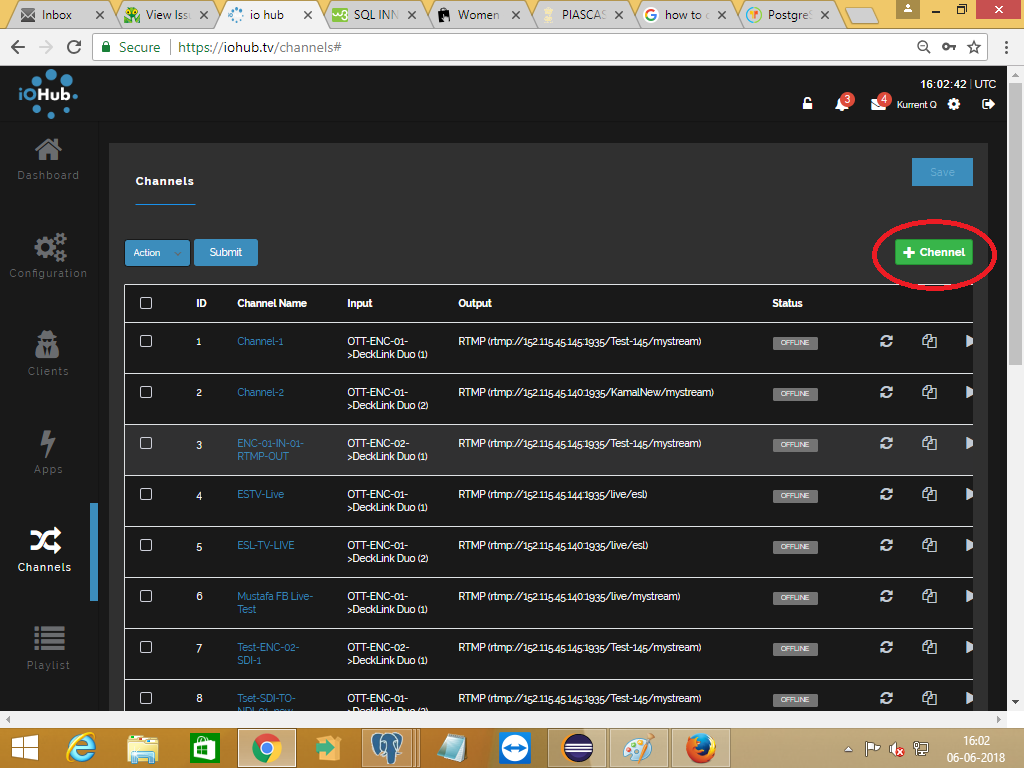 Inbox
View Iss
io hub
SQL INN
Women
PIASCAS
how to c
Postgre
Secure
https://iohub.tv/channels#
iOHub.
16:02:42 | UTC
3
4
Kurrent Q
Dashboard
Configuration
Clients
Apps
Channels
Playlist
Channels
Save
Action
Submit
Chennel
ID Channel Name Input Output Status
1 Channel-1 OTT-ENC-01- RTMP (rtmp://152.115.45.145:1935/Test-145/mystream) OFFLINE
>DeckLink Duo (1)
2 Channel-2 OTT-ENC-01- RTMP (rtmp://152.115.45.140:1935/KamalNew/mystream) OFFLINE
>DeckLink Duo (2)
3 ENC-01-IN-01- OTT-ENC-02- RTMP (rtmp://152.115.45.145:1935/Test-145/mystream) OFFLINE
RTMP-OUT >DeckLink Duo (1)
4 ESTV-Live OTT-ENC-01- RTMP (rtmp://152.115.45.144:1935/live/esl) OFFLINE
>DeckLink Duo (1)
5 ESL-TV-LIVE OTT-ENC-01- RTMP (rtmp://152.115.45.140:1935/live/esl) OFFLINE
>DeckLink Duo (2)
6 Mustafa FB Live- OTT-ENC-01- RTMP (rtmp://152.115.45.140:1935/live/mystream) OFFLINE
Test >DeckLink Duo (1)
7 Test-ENC-02- OTT-ENC-02- RTMP (rtmp://152.115.45.145:1935/Test-145/mystream) OFFLINE
SDI-1 >DeckLink Duo (1)
8 Tset-SDI-TO- OTT-ENC-01- RTMP (rtmp://152.115.45.145:1935/Test-145/mystream) OFFLINE
NDI-01-new >DeckLink Duo (2)
16:02
06-06-2018